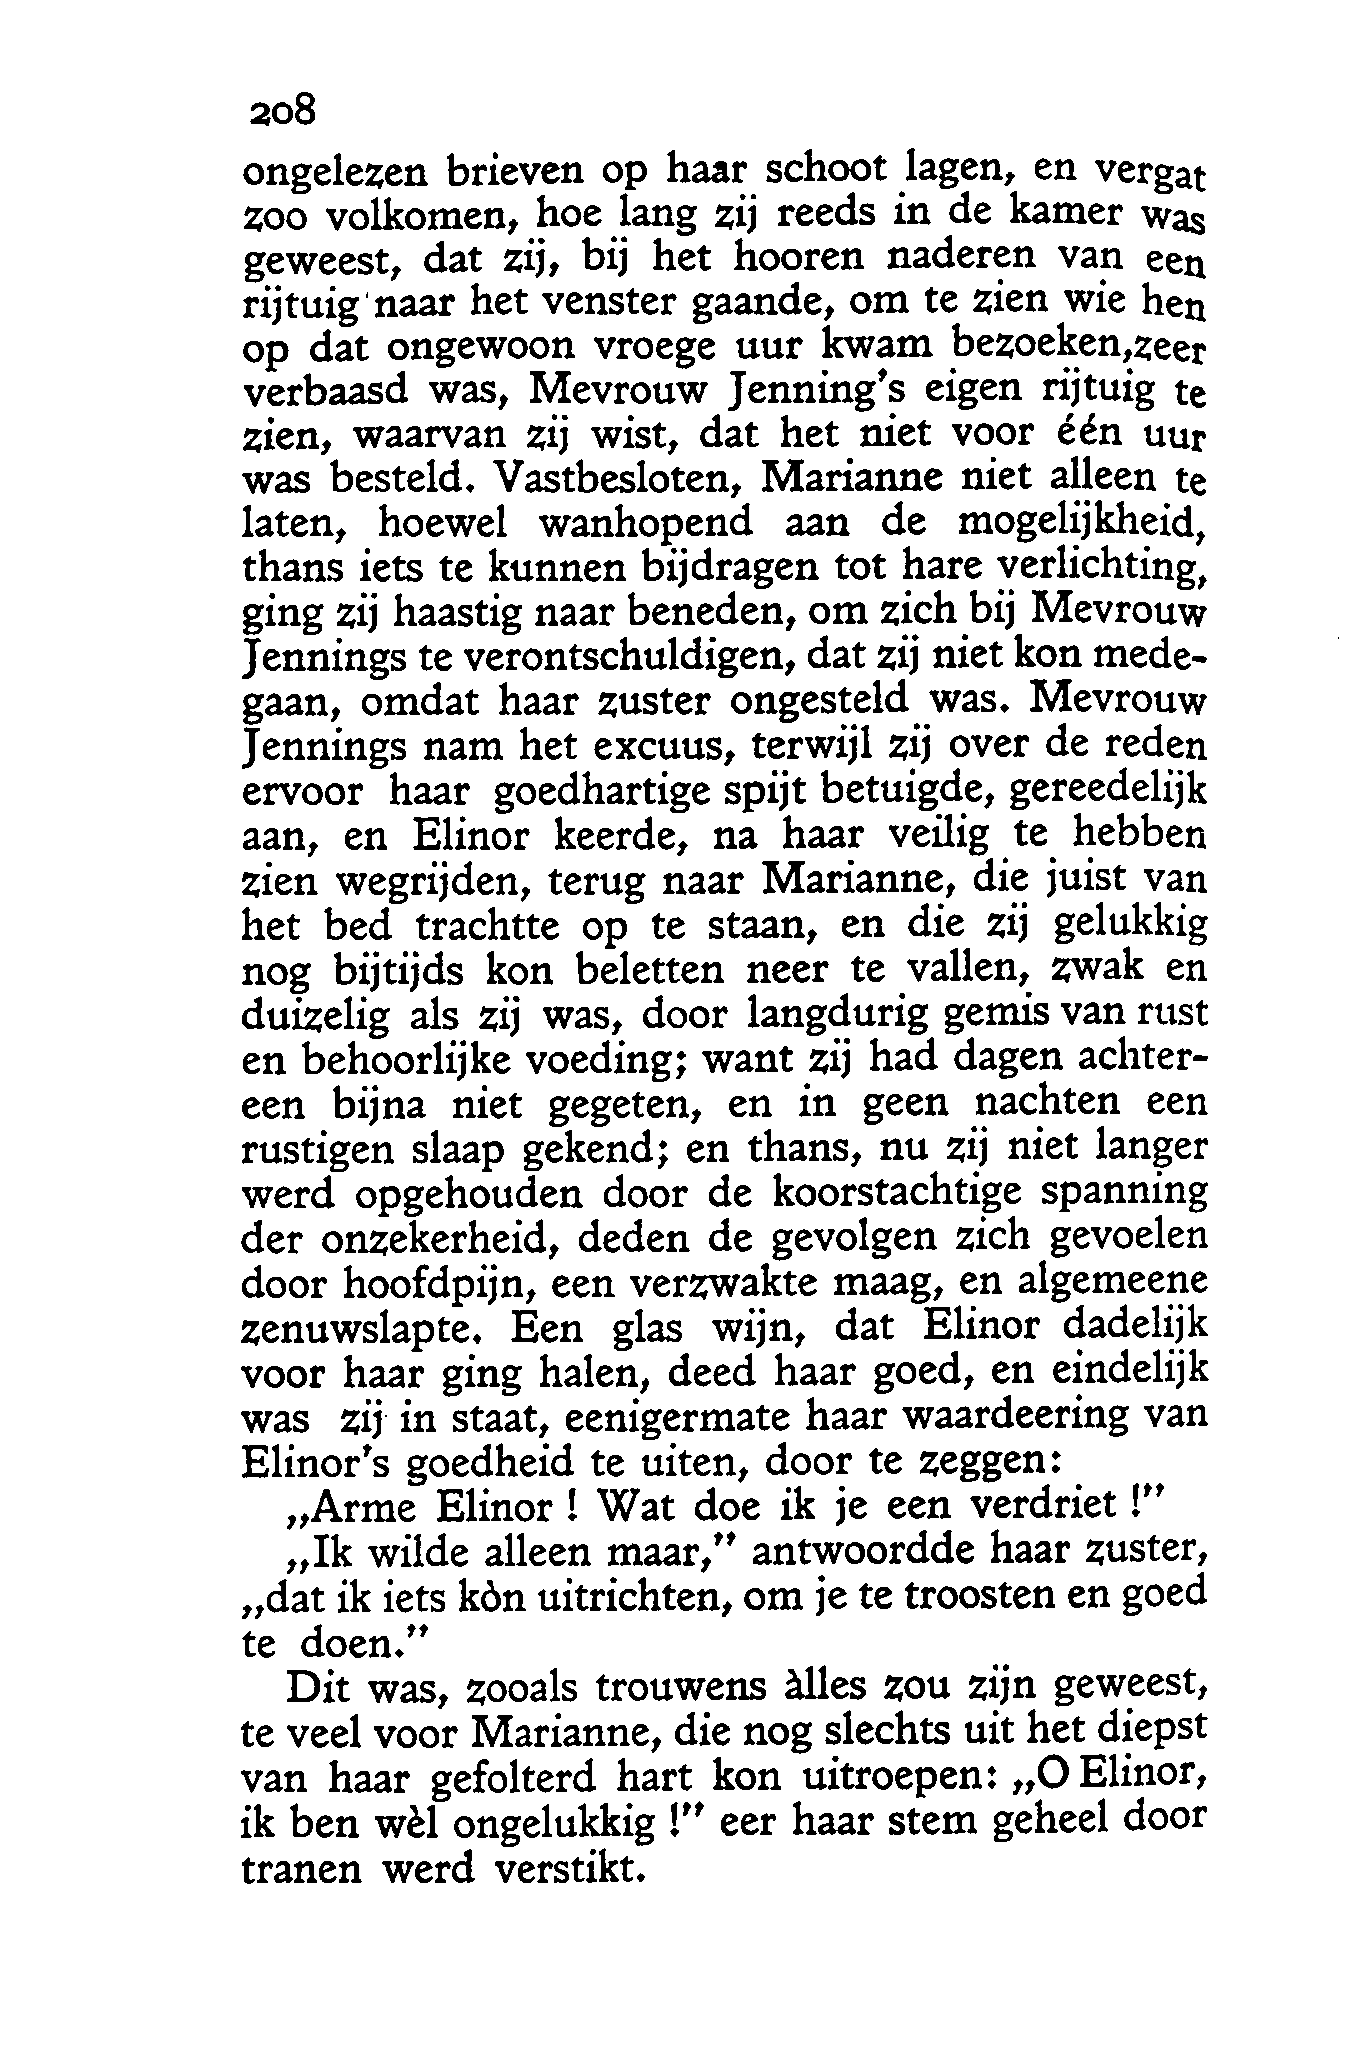 208
ongelezen brieven op haar schoot lagen, en vergat
zoo volkomen, hoe lang zij reeds in de kamer was
geweest, dat zij, bij het hooren naderen van een
rijtuig naar het venster gaande, om te zien wie hen
op dat ongewoon vroege uur kwam bezoeken,zeer
verbaasd was, Mevrouw Jenning's eigen rijtuig te
zien, waarvan zij wist, dat het niet voor één uur
was besteld. Vastbesloten, Marianne niet alleen te
laten, hoewel wanhopend aan de mogelijkheid,
thans iets te kunnen bijdragen tot hare verlichting,
ging zij haastig naar beneden, om zich bij Mevrouw
Jennings te verontschuldigen, dat zij niet kon mede-
gaan, omdat haar zuster ongesteld was. Mevrouw
Jennings nam het excuus, terwijl zij over de reden
ervoor haar goedhartige spijt betuigde, gereedelijk
aan, en Elinor keerde, na haar veilig te hebben
zien wegrijden, terug naar Marianne, die juist van
het bed trachtte op te staan, en die zij gelukkig
nog bijtijds kon beletten neer te vallen, zwak en
duizelig als zij was, door langdurig gemis van rust
en behoorlijke voeding; want zij had dagen achter-
een bijna niet gegeten, en in geen nachten een
rustigen slaap gekend; en thans, nu zij niet langer
werd opgehouden door de koorstachtige spanning
der onzekerheid, deden de gevolgen zich gevoelen
door hoofdpijn, een verzwakte maag, en algemeene
zenuwslapte. Een glas wijn, dat Elinor dadelijk
voor haar ging halen, deed haar goed, en eindelijk
was zij in staat, eenigermate haar waardeering van
Elinor's goedheid te uiten, door te zeggen:
„Arme Elinor ! Wat doe ik je een verdriet !”
„Ik wilde alleen maar,” antwoordde haar zuster,
„dat ik iets kòn uitrichten, om je te troosten en goed
te doen.”
Dit was, zooals trouwens àlles zou zijn geweest,
te veel voor Marianne, die nog slechts uit het diepst
van haar gefolterd hart kon uitroepen: „O Elinor,
ik ben wèl ongelukkig !” eer haar stem geheel door
tranen werd verstikt.